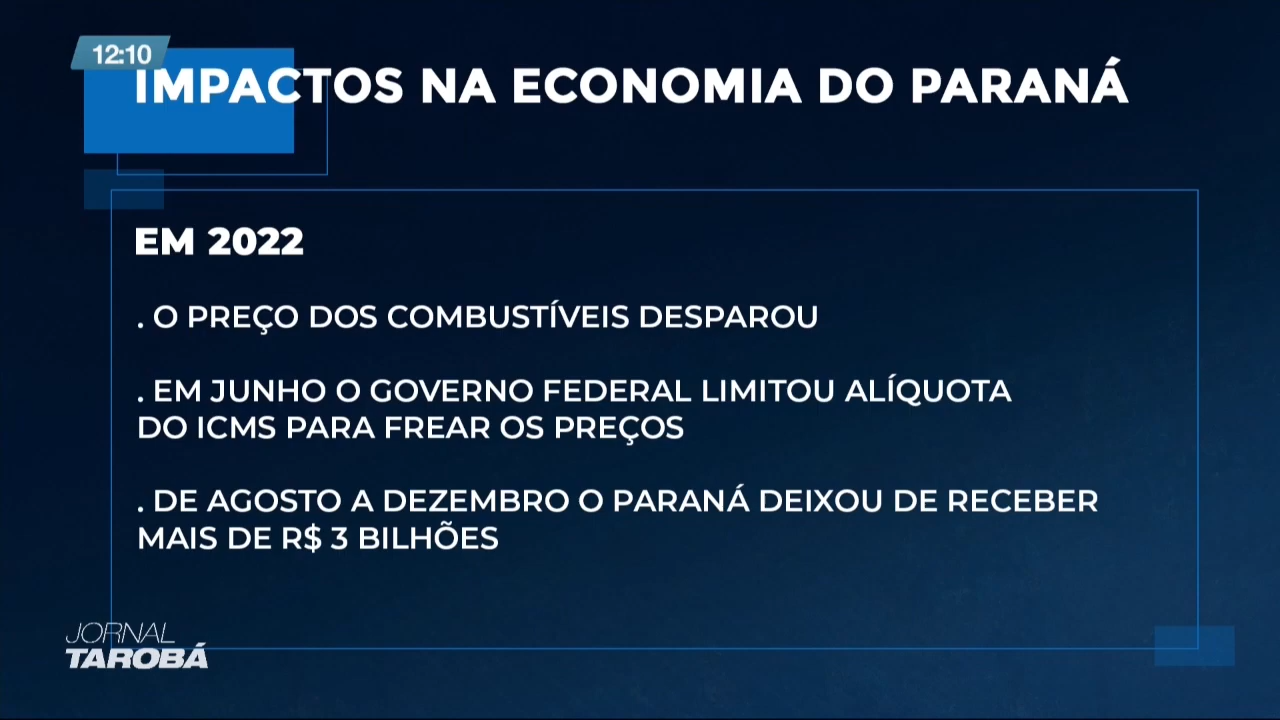 12:10
IMPACTOS NA ECONOMIA DO PARANÁ
EM 2022
. O PREÇO DOS COMBUSTÍVEIS DESPAROU
. EM JUNHO O GOVERNO FEDERAL LIMITOU ALÍQUOTA
DO ICMS PARA FREAR OS PREÇOS
. DE AGOSTO A DEZEMBRO O PARANÁ DEIXOU DE RECEBER
MAIS DE R$ 3 BILHÕES
JORNAL
TAROBÁ